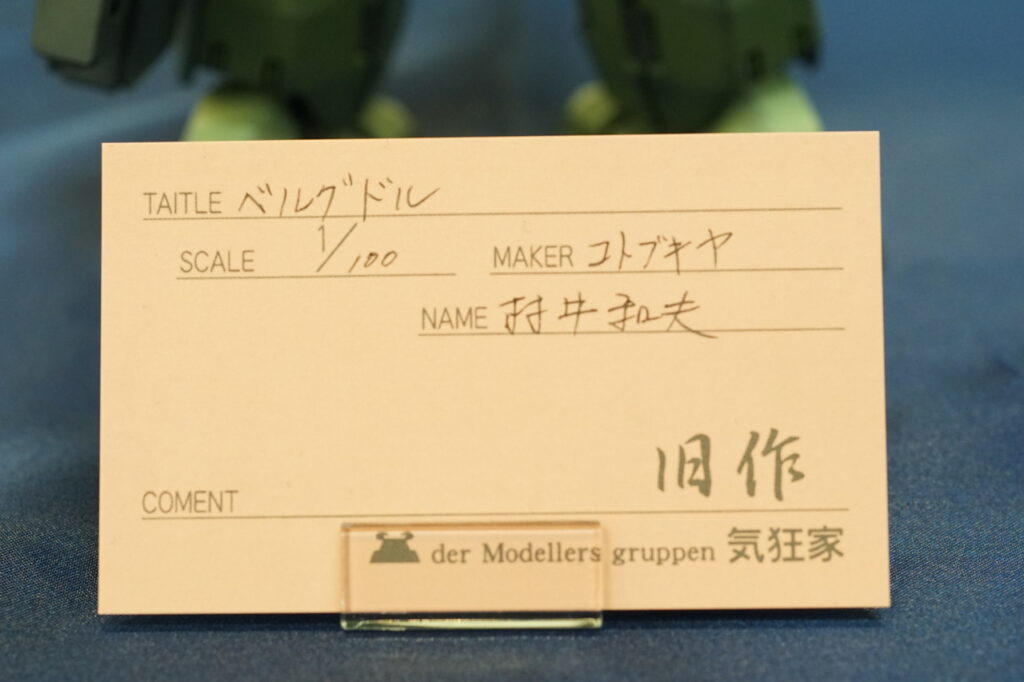 TAITLE ベルグドル
SCALE 1/100 MAKER コトブキヤ
NAME 村井和夫
旧作
COMENT
der Modellers gruppen 気狂家